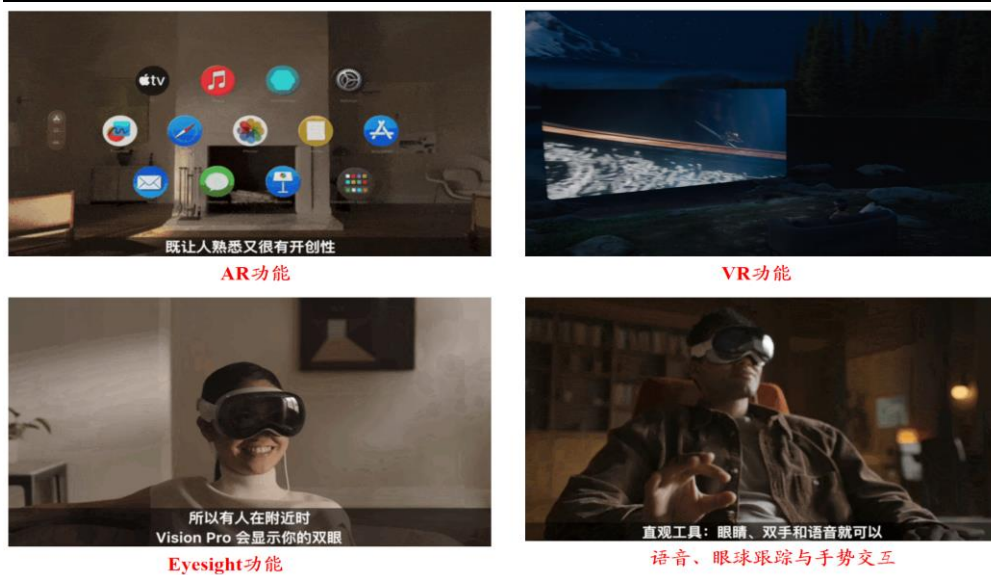 tv
既让人熟悉又很有开创性
AR功能
VR功能
所以有人在附近时
Vision Pro 会显示你的双眼
Eyesight功能
直观工具：眼睛、双手和语音就可以
语音、眼球跟踪与手势交互